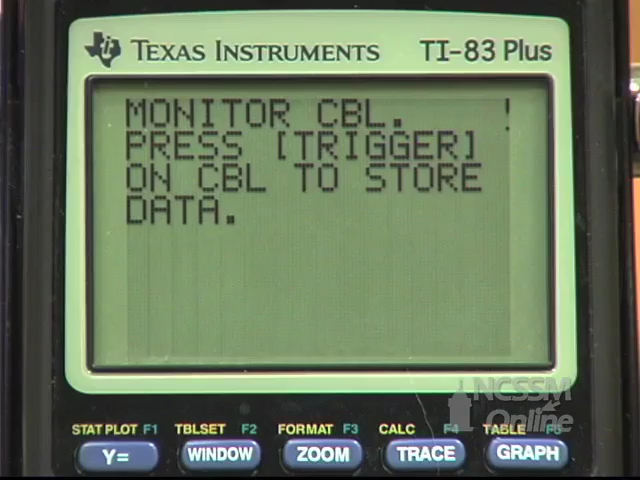 TEXAS INSTRUMENTS TI-83 Plus
MONITOR CBL. !
PRESS [TRIGGER]
ON CBL TO STORE
DATA.
NCSSM
Online
STAT PLOT F1 TBLSET F2 FORMAT F3 CALC F4 TABLE F5
Y= WINDOW ZOOM TRACE GRAPH